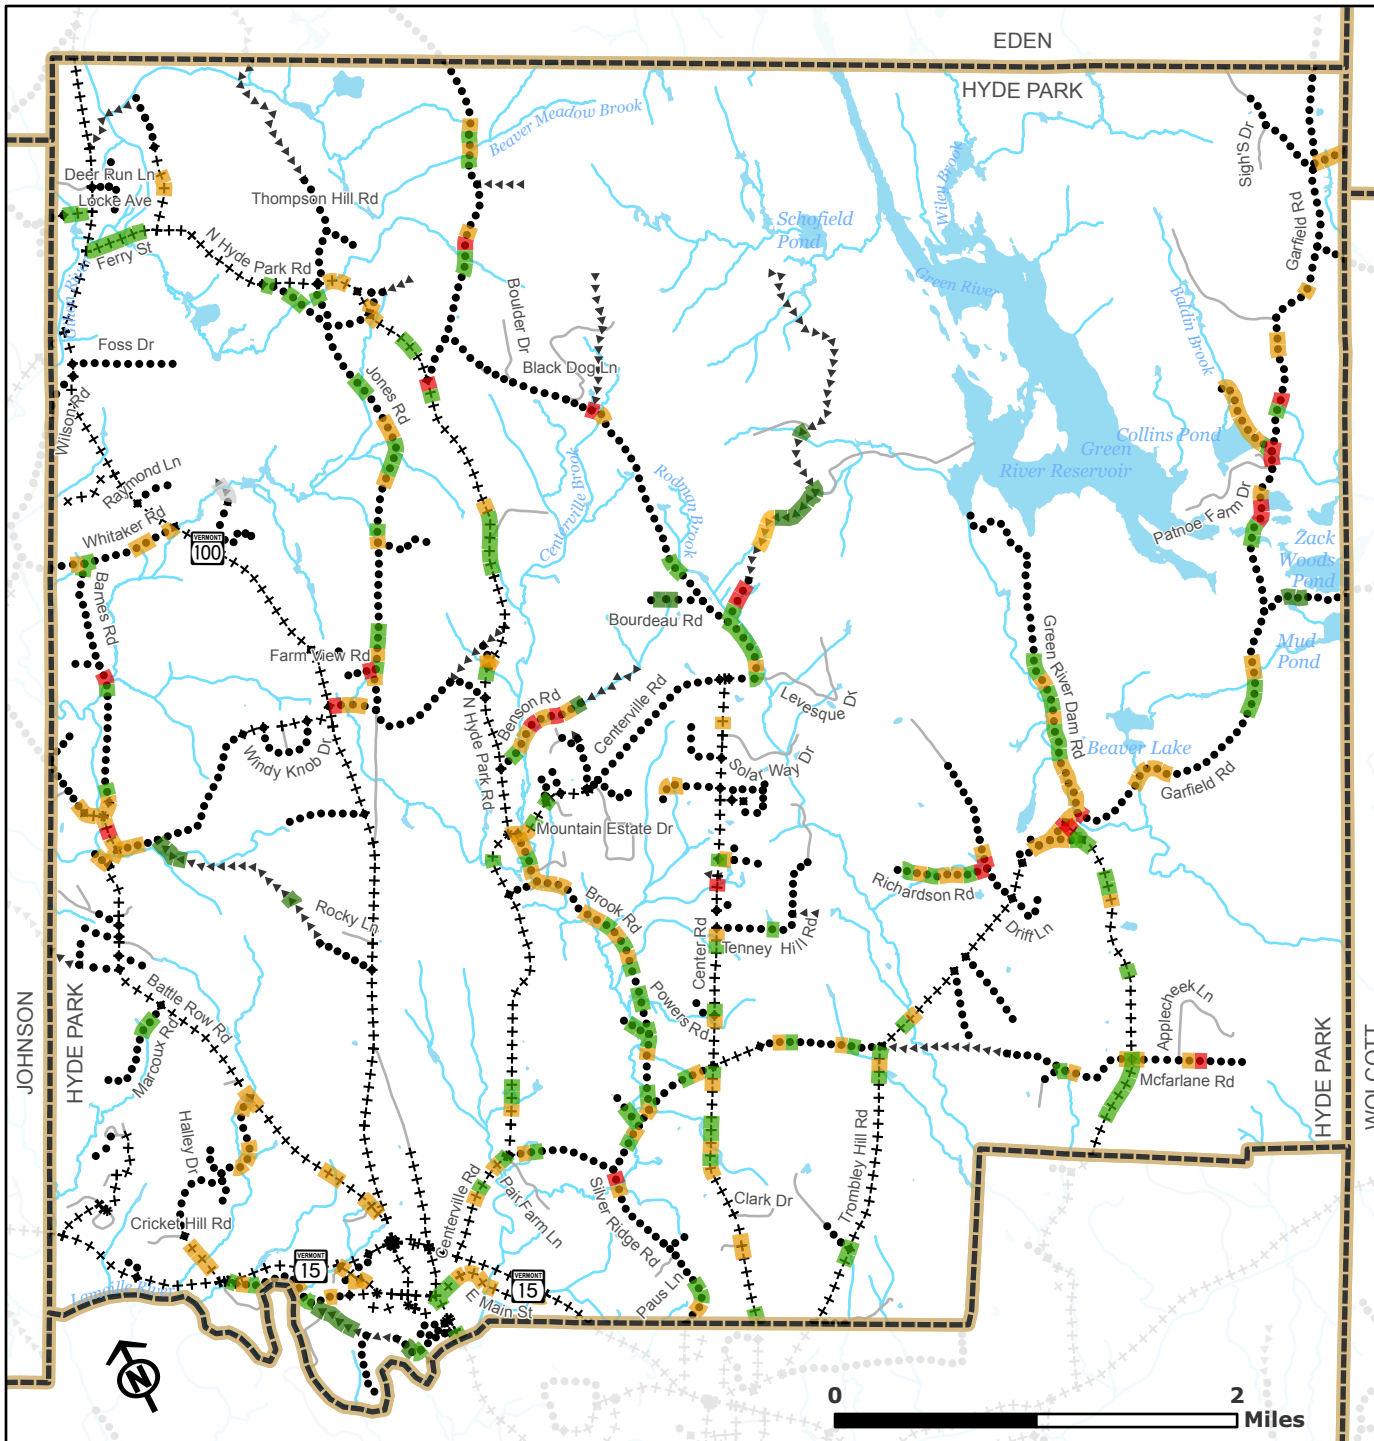 EDEN
HYDE PARK
Beaver Meadow Brook
Sigh'S Dr
Wiley Brook
Deer Run Ln
Locke Ave
Thompson Hill Rd
Schofield
Pond
Garfield Rd
N Hyde Park Rd
Ferry St
Green River
Baldin Brook
Boulder Dr
Foss Dr
Black Dog Ln
Jones Rd
Wilson Rd
Collins Pond
Green
River Reservoir
Raymond Ln
Centerville Brook
Rodman Brook
Patnoe Farm Dr
Whitaker Rd
VERMONT
100
Zack
Woods
Pond
Barnes Rd
Bourdeau Rd
Mud
Pond
Green River Dam Rd
Farm View Rd
Benson Rd
Centerville Rd
Levesque Dr
N Hyde Park Rd
Windy Knob Dr
Solar Way Dr
Beaver Lake
Garfield Rd
Mountain Estate Dr
Richardson Rd
Rocky Ln
Brook Rd
Center Rd
Tenney Hill Rd
Drift Ln
Battle Row Rd
Powers Rd
Applecheek Ln
JOHNSON
HYDE PARK
Marcoux Rd
Mcfarlane Rd
HYDE PARK
WOLCOTT
Halley Dr
Trombley Hill Rd
Centerville Rd
Pair Farm Ln
Silver Ridge Rd
Clark Dr
Cricket Hill Rd
VERMONT
15
VERMONT
15
Lamoille River
E Main St
Paus Ln
N
0
2
Miles